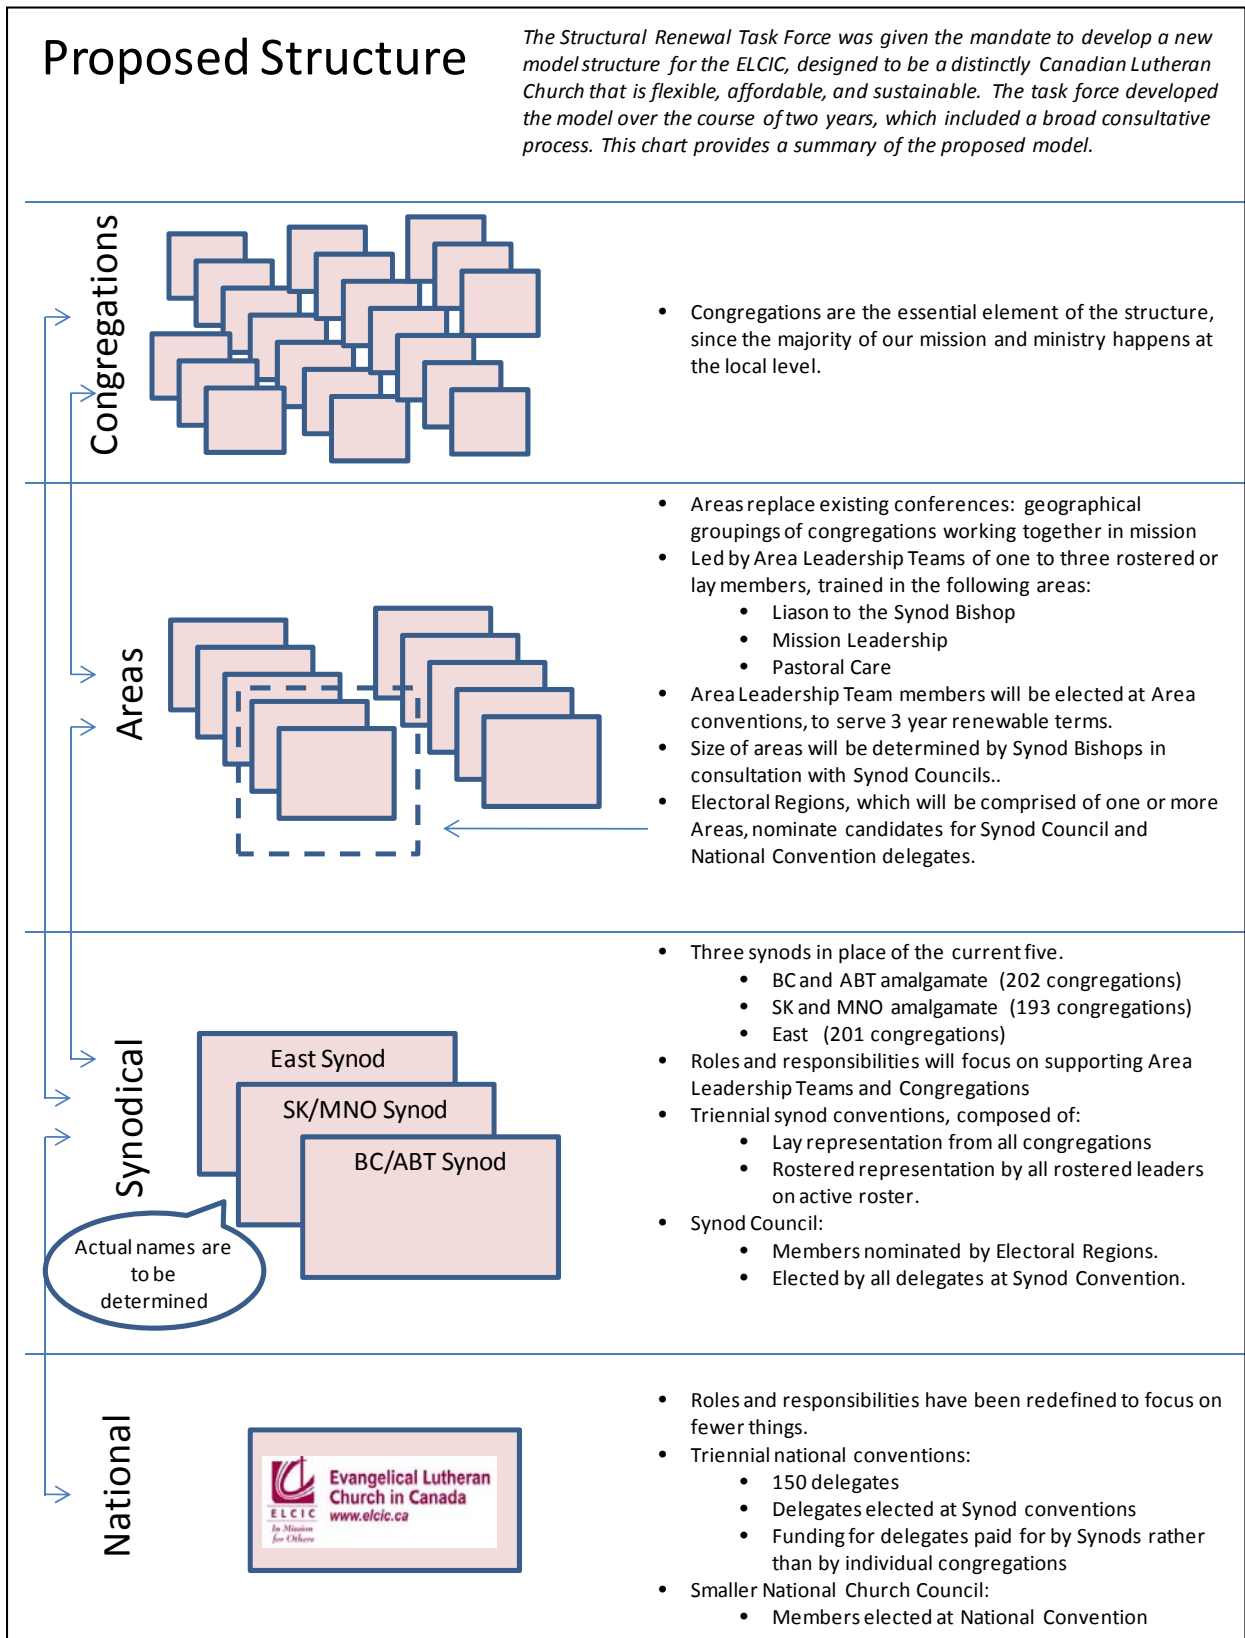 Proposed Structure
The Structural Renewal Task Force was given the mandate to develop a new
model structure for the ELCIC, designed to be a distinctly Canadian Lutheran
Church that is flexible, affordable, and sustainable. The task force developed
the model over the course of two years, which included a broad consultative
process. This chart provides a summary of the proposed model.
Congregations
• Congregations are the essential element of the structure,
since the majority of our mission and ministry happens at
the local level.
Areas
• Areas replace existing conferences: geographical
groupings of congregations working together in mission
• Led by Area Leadership Teams of one to three rostered or
lay members, trained in the following areas:
• Liason to the Synod Bishop
• Mission Leadership
• Pastoral Care
• Area Leadership Team members will be elected at Area
conventions, to serve 3 year renewable terms.
• Size of areas will be determined by Synod Bishops in
consultation with Synod Councils..
• Electoral Regions, which will be comprised of one or more
Areas, nominate candidates for Synod Council and
National Convention delegates.
Synodical
East Synod
SK/MNO Synod
BC/ABT Synod
Actual names are
to be
determined
• Three synods in place of the current five.
• BC and ABT amalgamate (202 congregations)
• SK and MNO amalgamate (193 congregations)
• East (201 congregations)
• Roles and responsibilities will focus on supporting Area
Leadership Teams and Congregations
• Triennial synod conventions, composed of:
• Lay representation from all congregations
• Rostered representation by all rostered leaders
on active roster.
• Synod Council:
• Members nominated by Electoral Regions.
• Elected by all delegates at Synod Convention.
National
ELCIC
In Mission
for Others
Evangelical Lutheran
Church in Canada
www.elcic.ca
• Roles and responsibilities have been redefined to focus on
fewer things.
• Triennial national conventions:
• 150 delegates
• Delegates elected at Synod conventions
• Funding for delegates paid for by Synods rather
than by individual congregations
• Smaller National Church Council:
• Members elected at National Convention